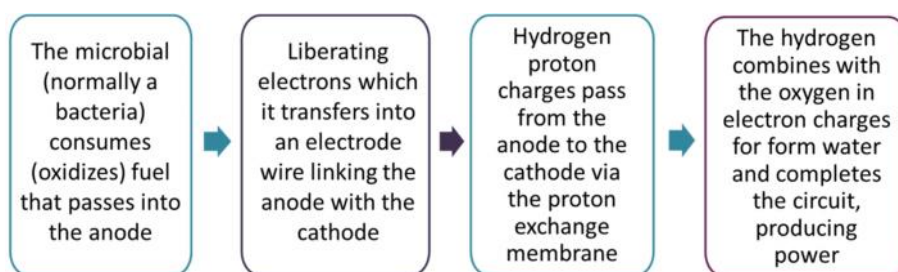 The microbial
(normally a
bacteria)
consumes
(oxidizes) fuel
that passes into
the anode
Liberating
electrons which
it transfers into
an electrode
wire linking the
anode with the
cathode
Hydrogen
proton
charges pass
from the
anode to the
cathode via
the proton
exchange
membrane
The hydrogen
combines with
the oxygen in
electron charges
for form water
and completes
the circuit,
producing
power